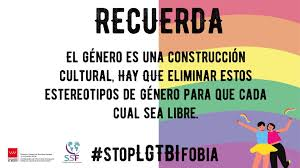 RECUERDA
EL GÉNERO ES UNA CONSTRUCCIÓN
CULTURAL, HAY QUE ELIMINAR ESTOS
ESTEREOTIPOS DE GÉNERO PARA QUE CADA
CUAL SEA LIBRE.
#STOPLGTBIFOBIA
SSF